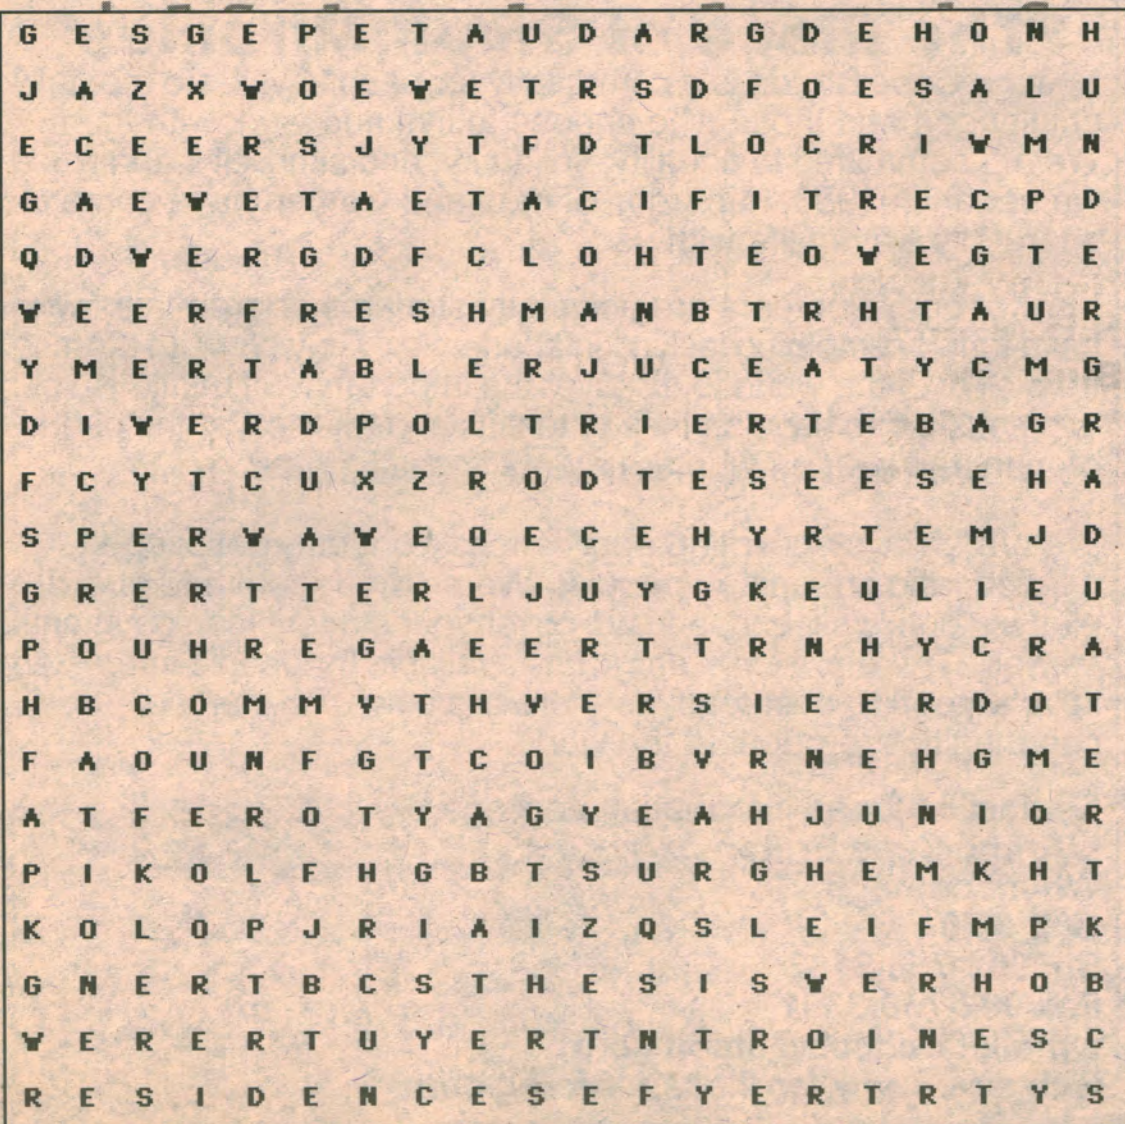 G E S G E P E T A U D A R G D E H O N H
J A Z X W O E W E T R S D F O E S A L U
E C E E R S J Y T F D T L O C R I W M N
G A E W E T A E T A C I F I T R E C P D
Q D W E R G D F C L O H T E O W E G T E
W E E R F R E S H M A N B T R H T A U R
Y M E R T A B L E R J U C E A T Y C M G
D I W E R D P O L T R I E R T E B A G R
F C Y T C U X Z R O D T E S E E S E H A
S P E R W A W E O E C E H Y R T E M J D
G R E R T T E R L J U Y G K E U L I E U
P O U H R E G A E E R T T R N H Y C R A
H B C O M M V T H V E R S I E E R D O T
F A O U N F G T C O I B V R N E H G M E
A T F E R O T Y A G Y E A H J U N I O R
P I K O L F H G B T S U R G H E M K H T
K O L O P J R I A I Z Q S L E I F M P K
G N E R T B C S T H E S I S W E R H O B
W E R E R T U Y E R T N T R O I N E S C
R E S I D E N C E S E F Y E R T R T Y S